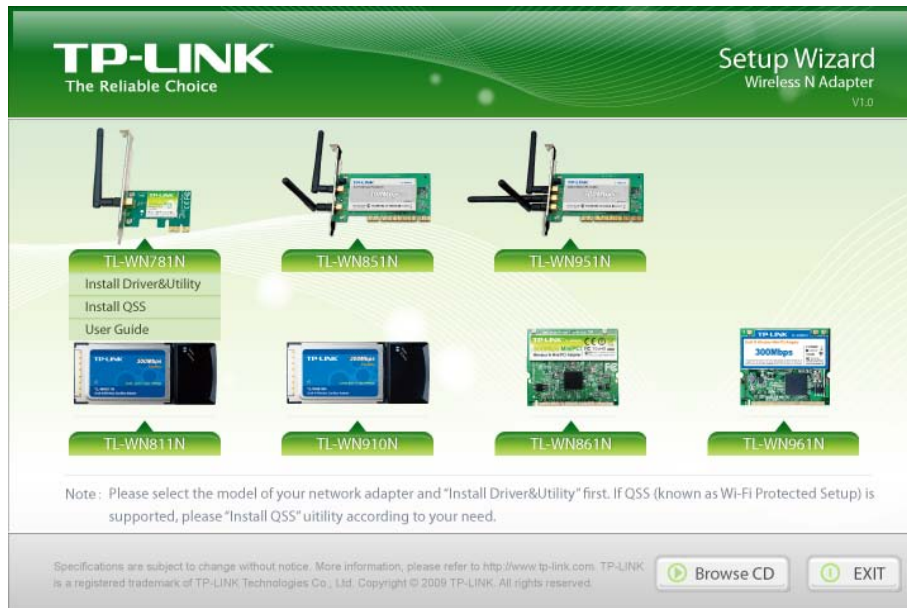 TP-LINK
The Reliable Choice
Setup Wizard
Wireless N Adapter
V1.0
TL-WN781N
TL-WN851N
TL-WN951N
Install Driver&Utility
Install QSS
User Guide
TP-LINK
300Mbps
TL-WN811N
TL-WN910N
TL-WN861N
TL-WN961N
Note : Please select the model of your network adapter and "Install Driver&Utility" first. If QSS (known as Wi-Fi Protected Setup) is
supported, please "Install QSS" uitility according to your need.
Specifications are subject to change without notice. More information, please refer to http://www.tp-link.com. TP-LINK
is a registered trademark of TP-LINK Technologies Co., Ltd. Copyright © 2009 TP-LINK. All rights reserved.
Browse CD
EXIT